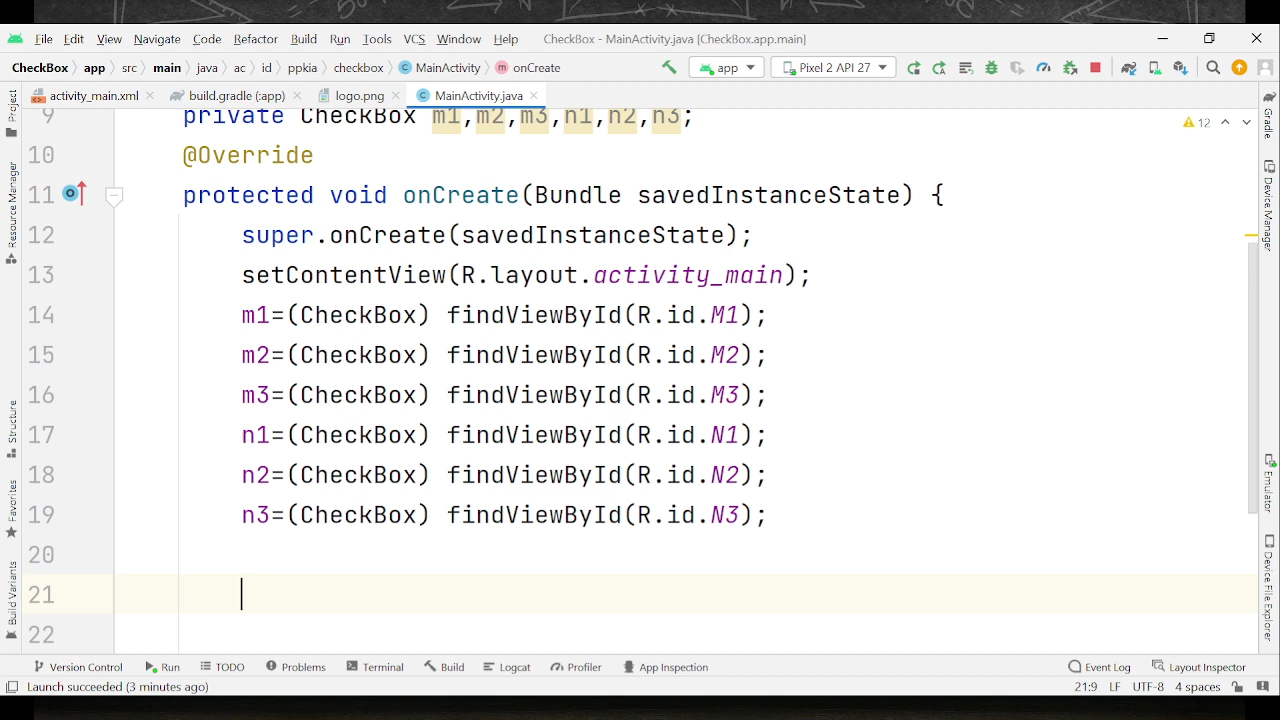 File Edit View Navigate Code Refactor Build Run Tools VCS Window Help CheckBox - MainActivity.java [CheckBox.app.main]
CheckBox app src main java ac id ppkia checkbox MainActivity onCreate app Pixel 2 API 27
activity_main.xml build.gradle (:app) logo.png MainActivity.java
9 private CheckBox m1,m2,m3,n1,n2,n3;
12
10 @Override
11 protected void onCreate(Bundle savedInstanceState) {
12 super.onCreate(savedInstanceState);
13 setContentView(R.layout.activity_main);
14 m1=(CheckBox) findViewById(R.id.M1);
15 m2=(CheckBox) findViewById(R.id.M2);
16 m3=(CheckBox) findViewById(R.id.M3);
17 n1=(CheckBox) findViewById(R.id.N1);
18 n2=(CheckBox) findViewById(R.id.N2);
19 n3=(CheckBox) findViewById(R.id.N3);
20
21
22
Project
Resource Manager
Structure
Favorites
Build Variants
Gradle
Device Manager
Emulator
Device File Explorer
Version Control Run TODO Problems Terminal Build Logcat Profiler App Inspection Event Log Layout Inspector
Launch succeeded (3 minutes ago) 21:9 LF UTF-8 4 spaces